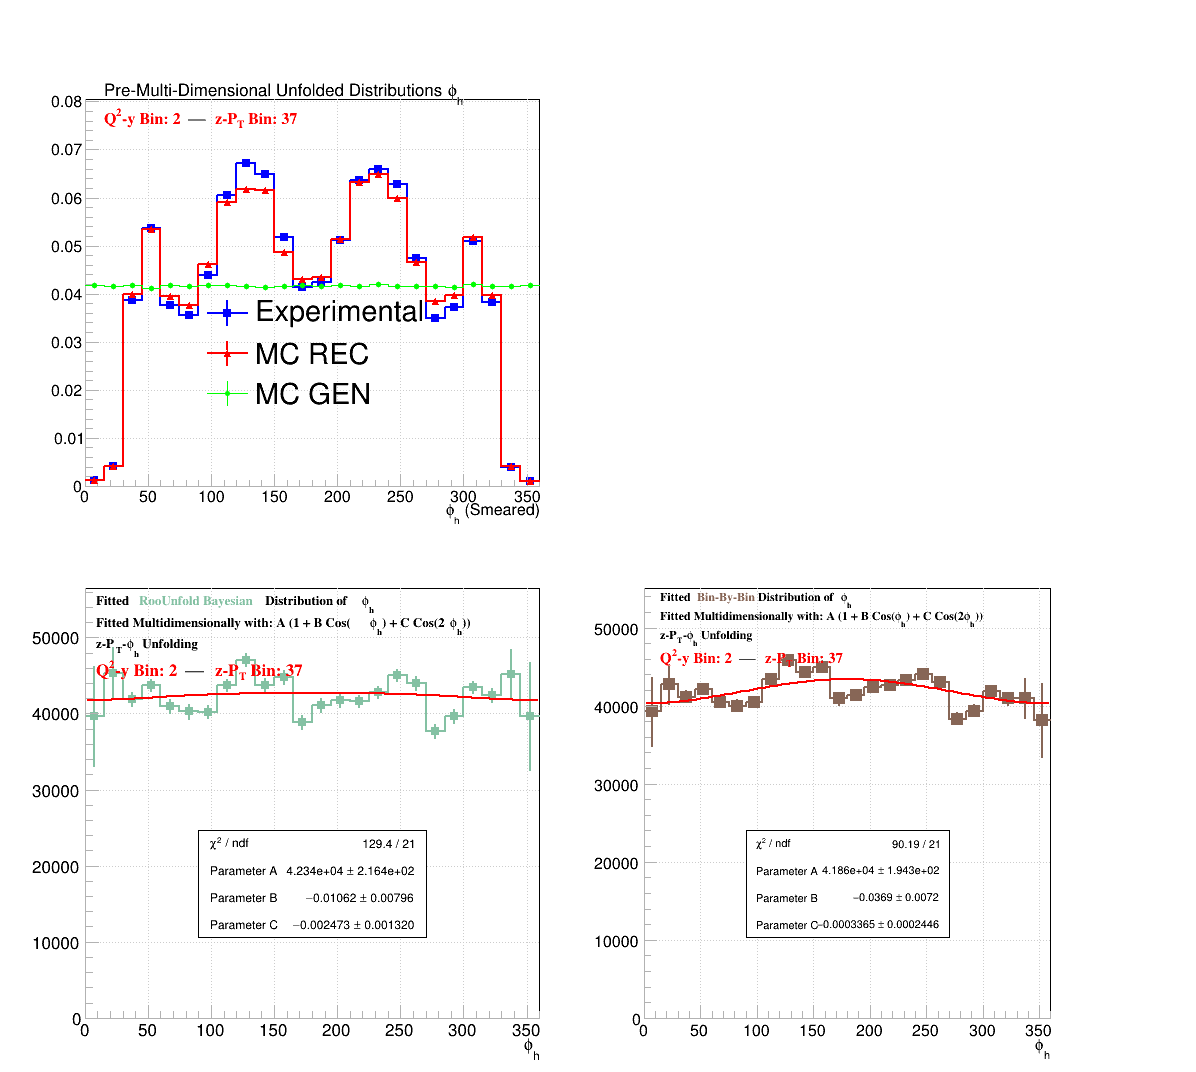 Pre-Multi-Dimensional Unfolded Distributions ϕh
Q2-y Bin: 2 — z-PT Bin: 37
0.08
0.07
0.06
0.05
0.04
0.03
0.02
0.01
0
Experimental
MC REC
MC GEN
0 50 100 150 200 250 300 350
ϕh (Smeared)
Fitted RooUnfold Bayesian Distribution of ϕh
Fitted Multidimensionally with: A (1 + B Cos( ϕh) + C Cos(2 ϕh))
z-PT-ϕh Unfolding
Q2-y Bin: 2 — z-PT Bin: 37
50000
40000
30000
20000
10000
0
χ2 / ndf 129.4 / 21
Parameter A 4.234e+04 ± 2.164e+02
Parameter B −0.01062 ± 0.00796
Parameter C −0.002473 ± 0.001320
0 50 100 150 200 250 300 350
ϕh
Fitted Bin-By-Bin Distribution of ϕh
Fitted Multidimensionally with: A (1 + B Cos(ϕh) + C Cos(2ϕh))
z-PT-ϕh Unfolding
Q2-y Bin: 2 — z-PT Bin: 37
50000
40000
30000
20000
10000
0
χ2 / ndf 90.19 / 21
Parameter A 4.186e+04 ± 1.943e+02
Parameter B −0.0369 ± 0.0072
Parameter C −0.0003365 ± 0.0002446
0 50 100 150 200 250 300 350
ϕh